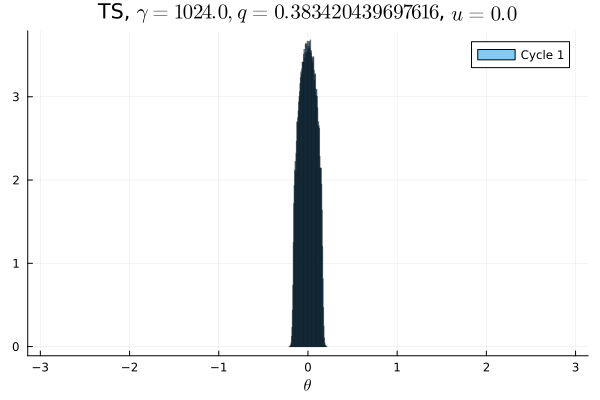 TS, γ = 1024.0, q = 0.383420439697616, u = 0.0
Cycle 1
3
2
1
0
−3 −2 −1 0 1 2 3
θ